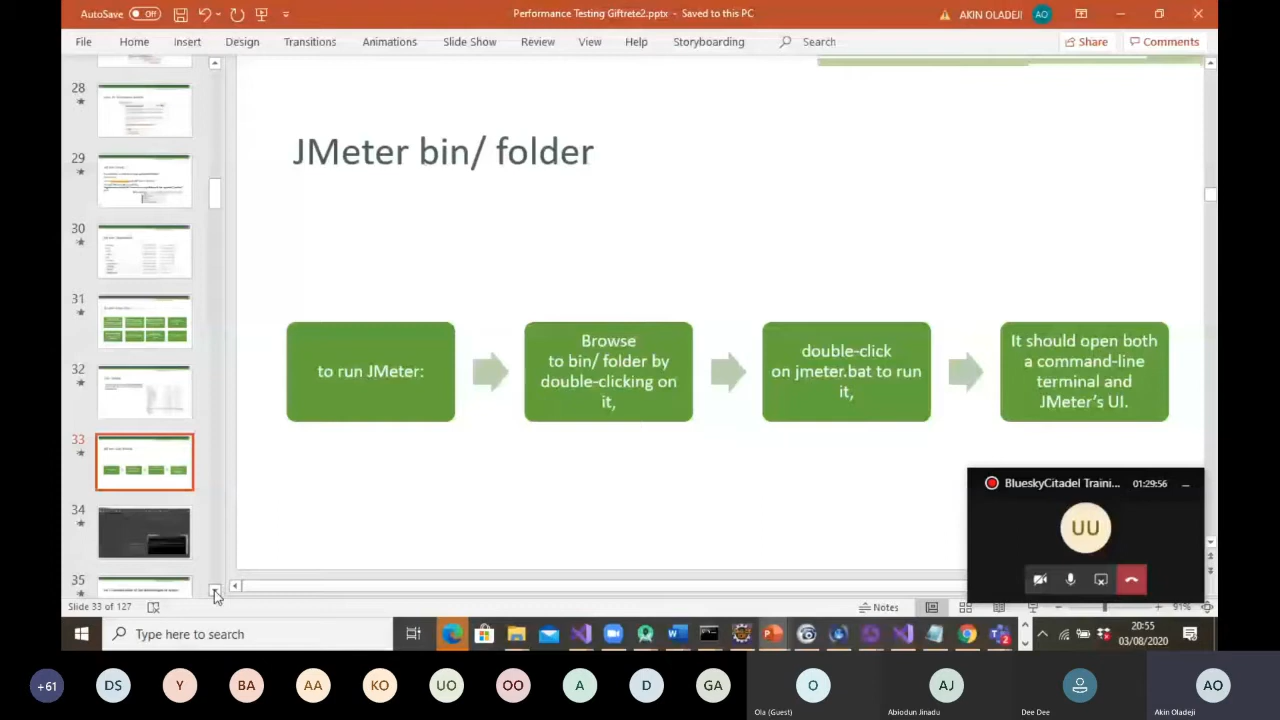 AutoSave Off
Performance Testing Giftrete2.pptx - Saved to this PC
AKIN OLADEJI AO
File Home Insert Design Transitions Animations Slide Show Review View Help Storyboarding Search Share Comments
28
29
30
31
32
33
34
35
JMeter bin/ folder
to run JMeter:
Browse
to bin/ folder by
double-clicking on
it,
double-click
on jmeter.bat to run
it,
It should open both
a command-line
terminal and
JMeter's UI.
BlueskyCitadel Traini... 01:29:56
UU
Slide 33 of 127
Notes
91%
Type here to search
20:55
03/08/2020
+61 DS Y BA AA KO UO OO A D GA O AJ AO
Ola (Guest) Abiodun Jinadu Dee Dee Akin Oladeji